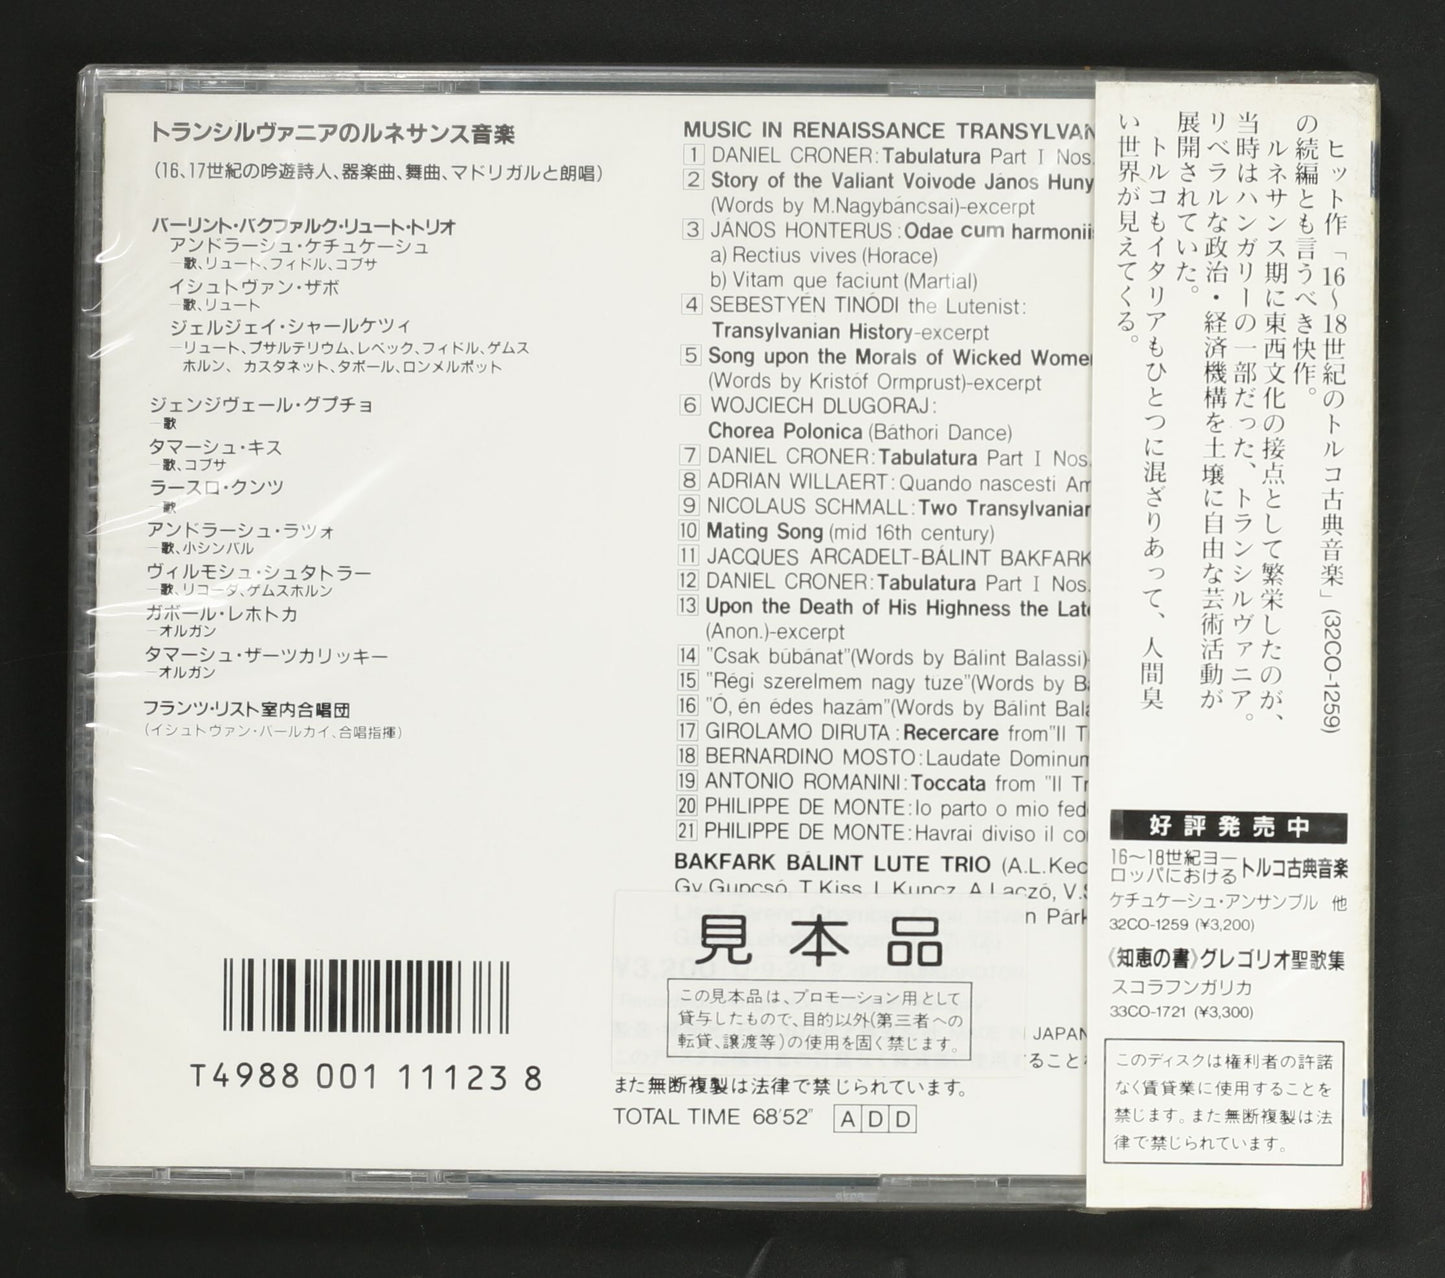 トランシルヴァニアのルネサンス音楽
(16、17世紀の吟遊詩人、器楽曲、舞曲、マドリガルと朗唱)
バーリント・バクファルク・リュート・トリオ
アンドラーシュ・ケチュケーシュ
—歌、リュート、フィドル、コブサ
イシュトヴァン・ザボ
—歌、リュート
ジェルジェイ・シャールケツィ
—リュート、プサルテリウム、レベック、フィドル、ゲムス
ホルン、カスタネット、タボール、ロンメルポット
ジェンジヴェール・グプチョ
—歌
タマーシュ・キス
—歌、コブサ
ラースロ・クンツ
—歌
アンドラーシュ・ラツォ
—歌、小シンバル
ヴィルモシュ・シュタトラー
—歌、リコーダ、ゲムスホルン
ガボール・レホトカ
—オルガン
タマーシュ・ザーツカリッキー
—オルガン
フランツ・リスト室内合唱団
(イシュトヴァン・パールカイ、合唱指揮)
T4988 001 11123 8
MUSIC IN RENAISSANCE TRANSYLVAN
1 DANIEL CRONER: Tabulatura Part I Nos.
2 Story of the Valiant Voivode János Huny
(Words by M.Nagybáncsai)-excerpt
3 JÁNOS HONTERUS: Odae cum harmonii
a) Rectius vives (Horace)
b) Vitam que faciunt (Martial)
4 SEBESTYÉN TINÓDI the Lutenist:
Transylvanian History-excerpt
5 Song upon the Morals of Wicked Wome
(Words by Kristóf Ormprust)-excerpt
6 WOJCIECH DLUGORAJ:
Chorea Polonica (Báthori Dance)
7 DANIEL CRONER: Tabulatura Part I Nos.
8 ADRIAN WILLAERT: Quando nascesti Am
9 NICOLAUS SCHMALL: Two Transylvanian
10 Mating Song (mid 16th century)
11 JACQUES ARCADELT-BÁLINT BAKFARK
12 DANIEL CRONER: Tabulatura Part I Nos.
13 Upon the Death of His Highness the Late
(Anon.)-excerpt
14 "Csak búbánat"(Words by Bálint Balassi)-
15 "Régi szerelmem nagy tuze"(Words by Ba
16 "Ó, én édes hazám"(Words by Bálint Bala
17 GIROLAMO DIRUTA: Recercare from"Il T
18 BERNARDINO MOSTO: Laudate Dominum
19 ANTONIO ROMANINI: Toccata from "Il Tr
20 PHILIPPE DE MONTE: Io parto o mio fed
21 PHILIPPE DE MONTE: Havrai diviso il co
BAKFARK BÁLINT LUTE TRIO (A.L.Kec
Gy.Gupcsó, T.Kiss, L.Kuncz, A.Laczó, V.S
n Párk
見本品
この見本品は、プロモーション用として
貸与したもので、目的以外(第三者への
転貸、譲渡等)の使用を固く禁じます。
JAPAN
ること
また無断複製は法律で禁じられています。
TOTAL TIME 68′52″ ADD
ヒット作「16〜18世紀のトルコ古典音楽」(32CO-1259)
の続編とも言うべき快作。
ルネサンス期に東西文化の接点として繁栄したのが、
当時はハンガリーの一部だった、トランシルヴァニア。
リベラルな政治・経済機構を土壌に自由な芸術活動が
展開されていた。
トルコもイタリアもひとつに混ざりあって、人間臭
い世界が見えてくる。
好評発売中
16〜18世紀ヨー
ロッパにおける トルコ古典音楽
ケチュケーシュ・アンサンブル 他
32CO-1259 (¥3,200)
《知恵の書》グレゴリオ聖歌集
スコラフンガリカ
33CO-1721 (¥3,300)
このディスクは権利者の許諾
なく賃貸業に使用することを
禁じます。また無断複製は法
律で禁じられています。